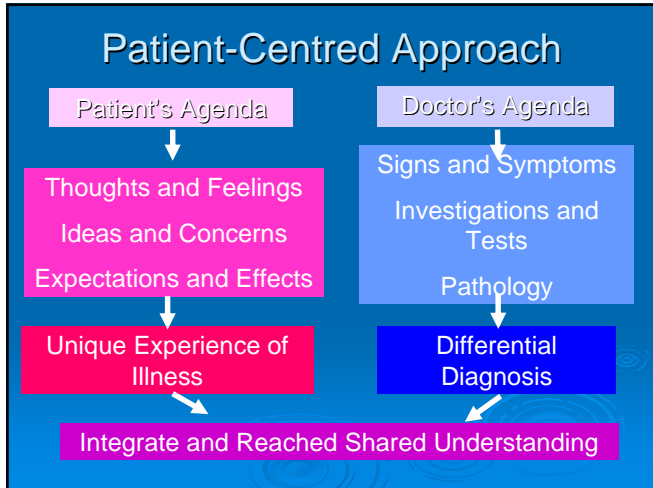 Patient-Centred Approach
Patient's Agenda
Thoughts and Feelings
Ideas and Concerns
Expectations and Effects
Unique Experience of
Illness
Doctor's Agenda
Signs and Symptoms
Investigations and
Tests
Pathology
Differential
Diagnosis
Integrate and Reached Shared Understanding